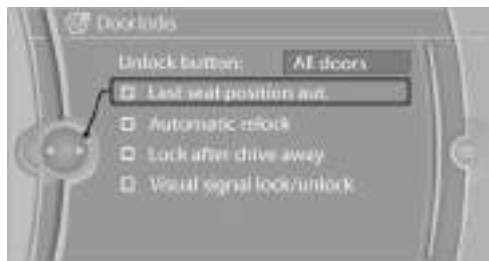 Door locks
Unlock button: All doors
Last seat position aut.
Automatic relock
Lock after drive away
Visual signal lock/unlock